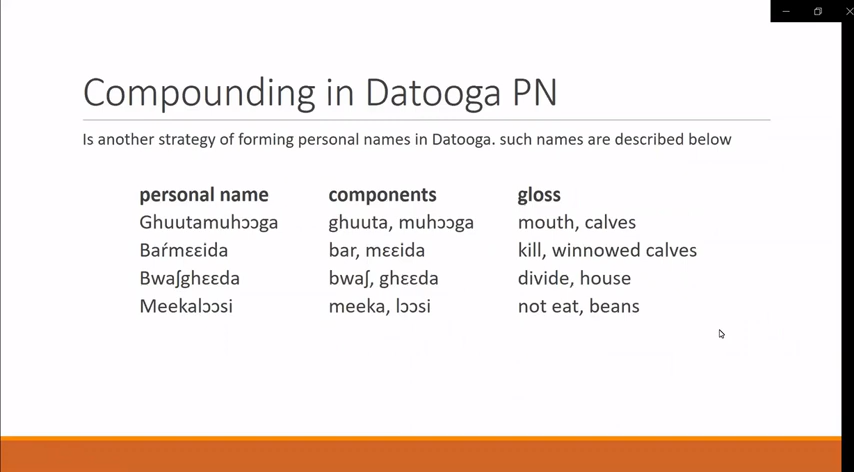 Compounding in Datooga PN
Is another strategy of forming personal names in Datooga. such names are described below
personal name components gloss
Ghuutamuhɔɔga ghuuta, muhɔɔga mouth, calves
Baŕmɛɛida bar, mɛɛida kill, winnowed calves
Bwaʃghɛɛda bwaʃ, ghɛɛda divide, house
Meekalɔɔsi meeka, lɔɔsi not eat, beans